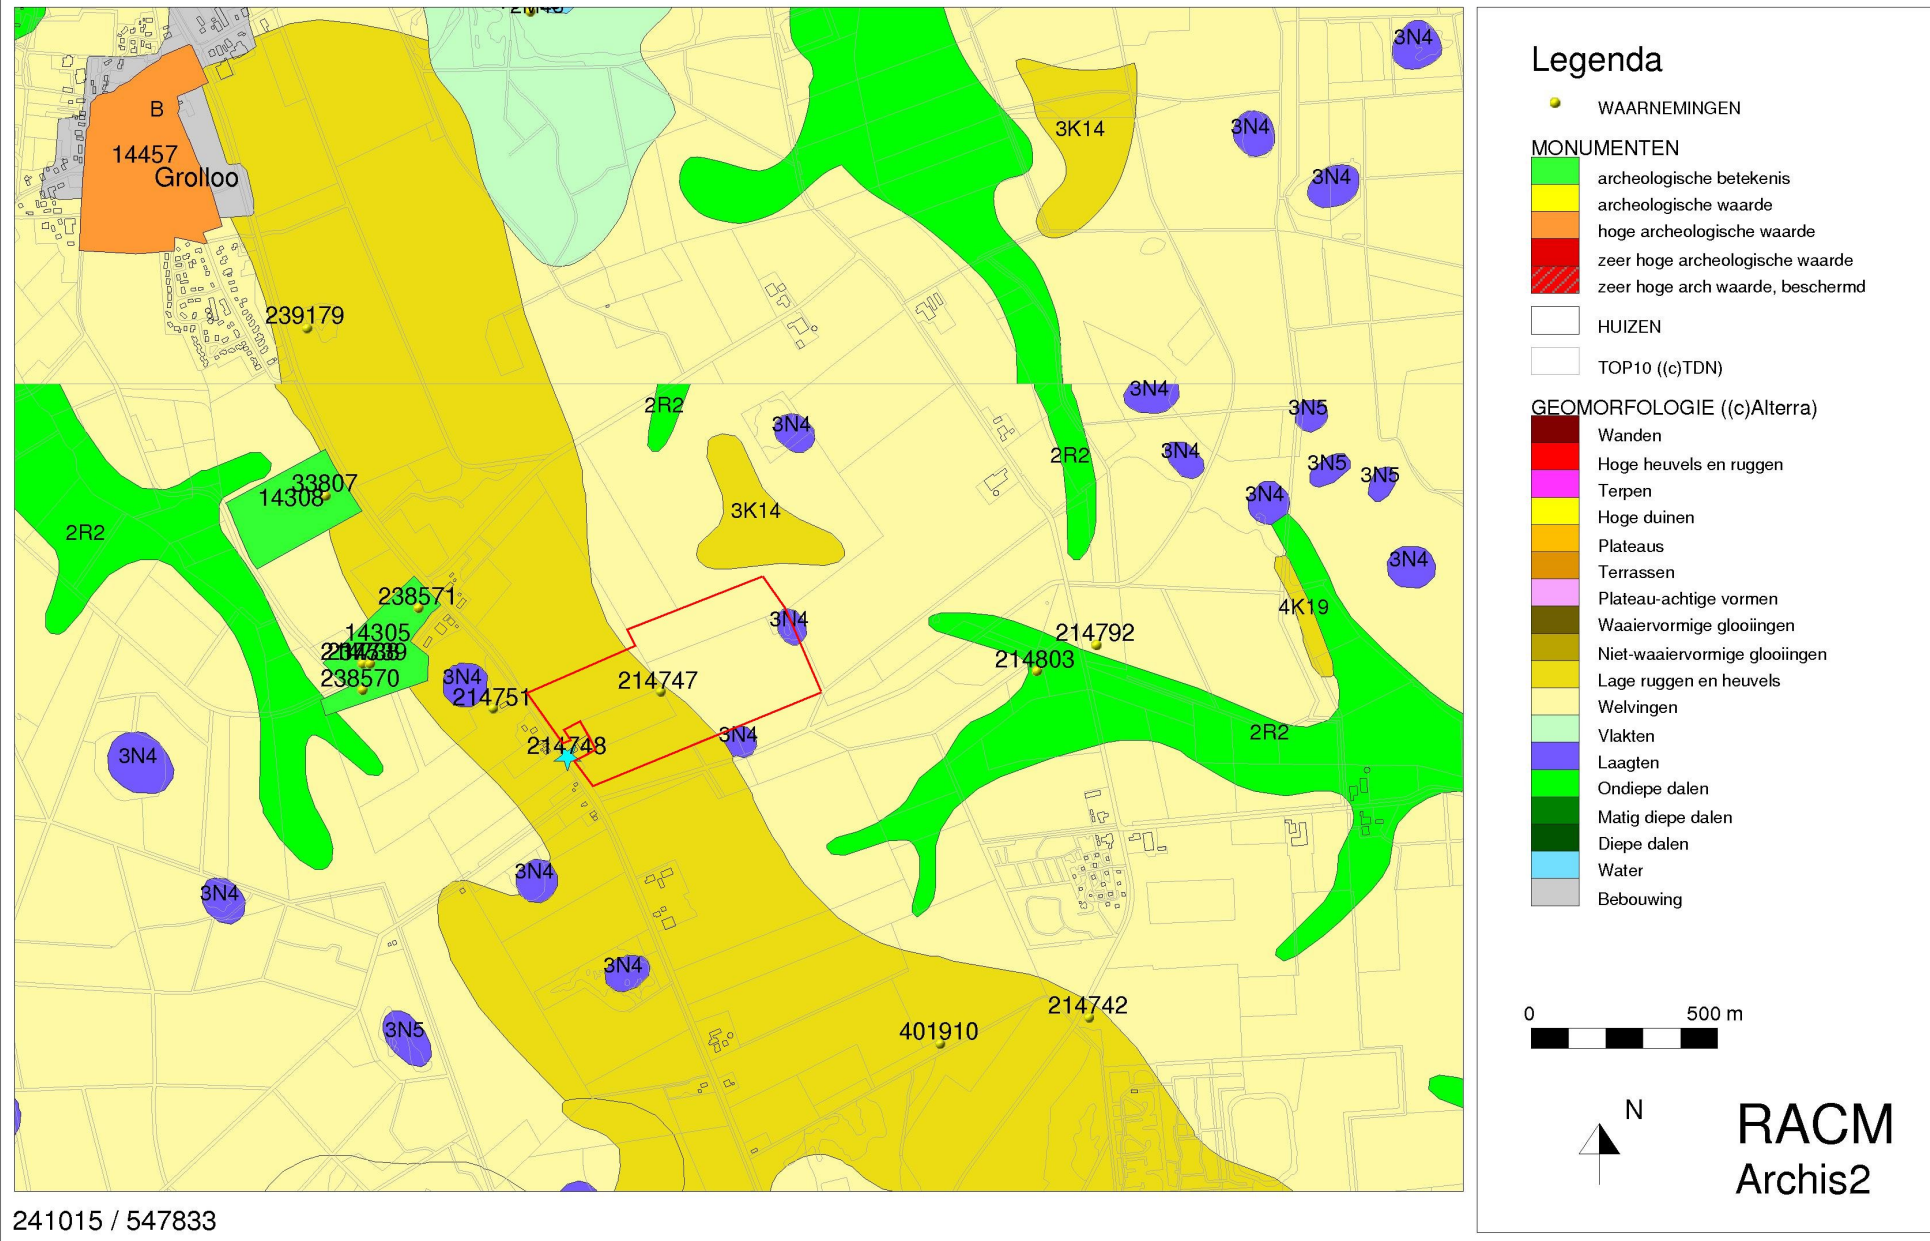 3N4
B
3K14
3N4
14457
Grolloo
3N4
239179
3N4
2R2
3N4
3N5
3N4
2R2
3N4
3N5
3N5
33807
14308
3N4
3K14
2R2
3N4
238571
4K19
3N4
14305
214792
214803
238570
3N4
214747
214751
2R2
3N4
214748
3N4
3N4
3N4
3N4
214742
3N5
401910
241015 / 547833
Legenda
WAARNEMINGEN
MONUMENTEN
archeologische betekenis
archeologische waarde
hoge archeologische waarde
zeer hoge archeologische waarde
zeer hoge arch waarde, beschermd
HUIZEN
TOP10 ((c)TDN)
GEOMORFOLOGIE ((c)Alterra)
Wanden
Hoge heuvels en ruggen
Terpen
Hoge duinen
Plateaus
Terrassen
Plateau-achtige vormen
Waaiervormige glooiingen
Niet-waaiervormige glooiingen
Lage ruggen en heuvels
Welvingen
Vlakten
Laagten
Ondiepe dalen
Matig diepe dalen
Diepe dalen
Water
Bebouwing
0 500 m
N
RACM
Archis2